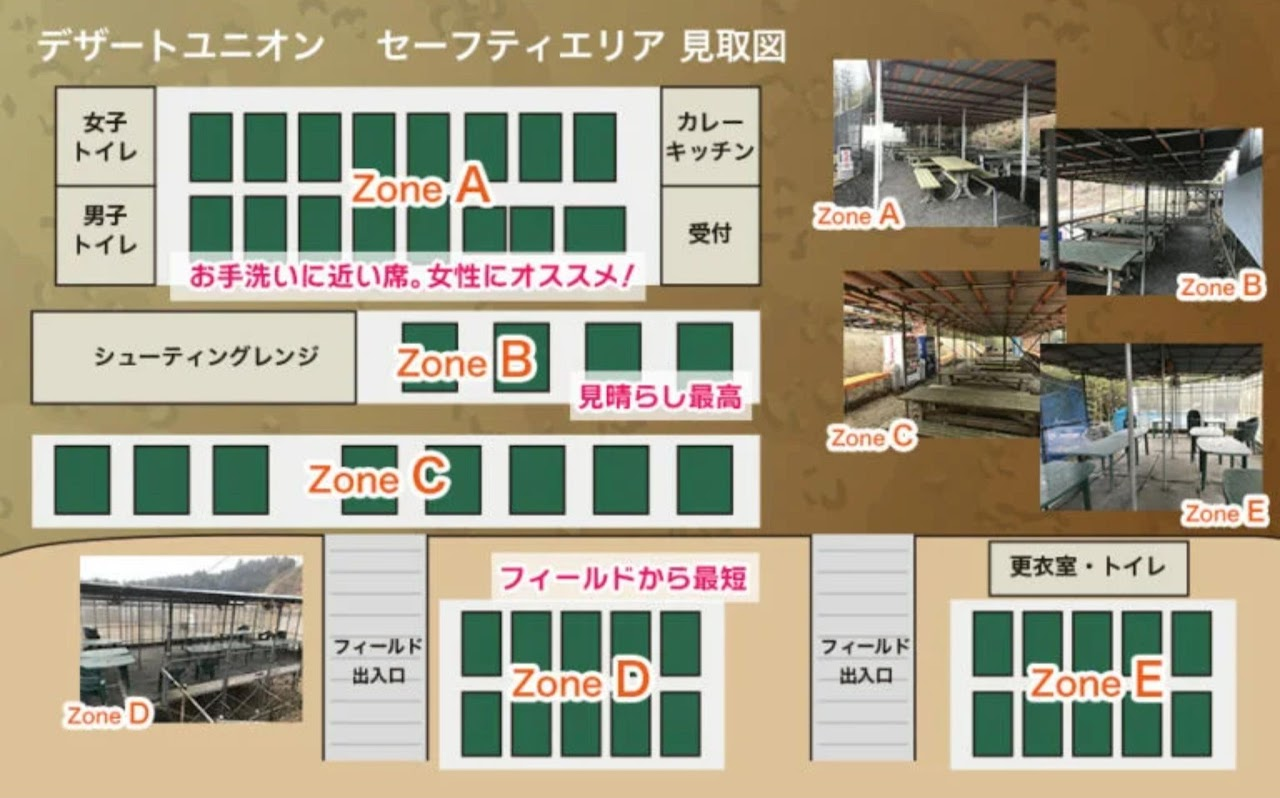 デザートユニオン　セーフティエリア 見取図
女子
トイレ
男子
トイレ
カレー
キッチン
受付
Zone A
お手洗いに近い席。女性にオススメ！
シューティングレンジ
Zone B
見晴らし最高
Zone C
Zone A
Zone B
Zone C
Zone E
Zone D
フィールド
出入口
フィールドから最短
Zone D
フィールド
出入口
更衣室・トイレ
Zone E